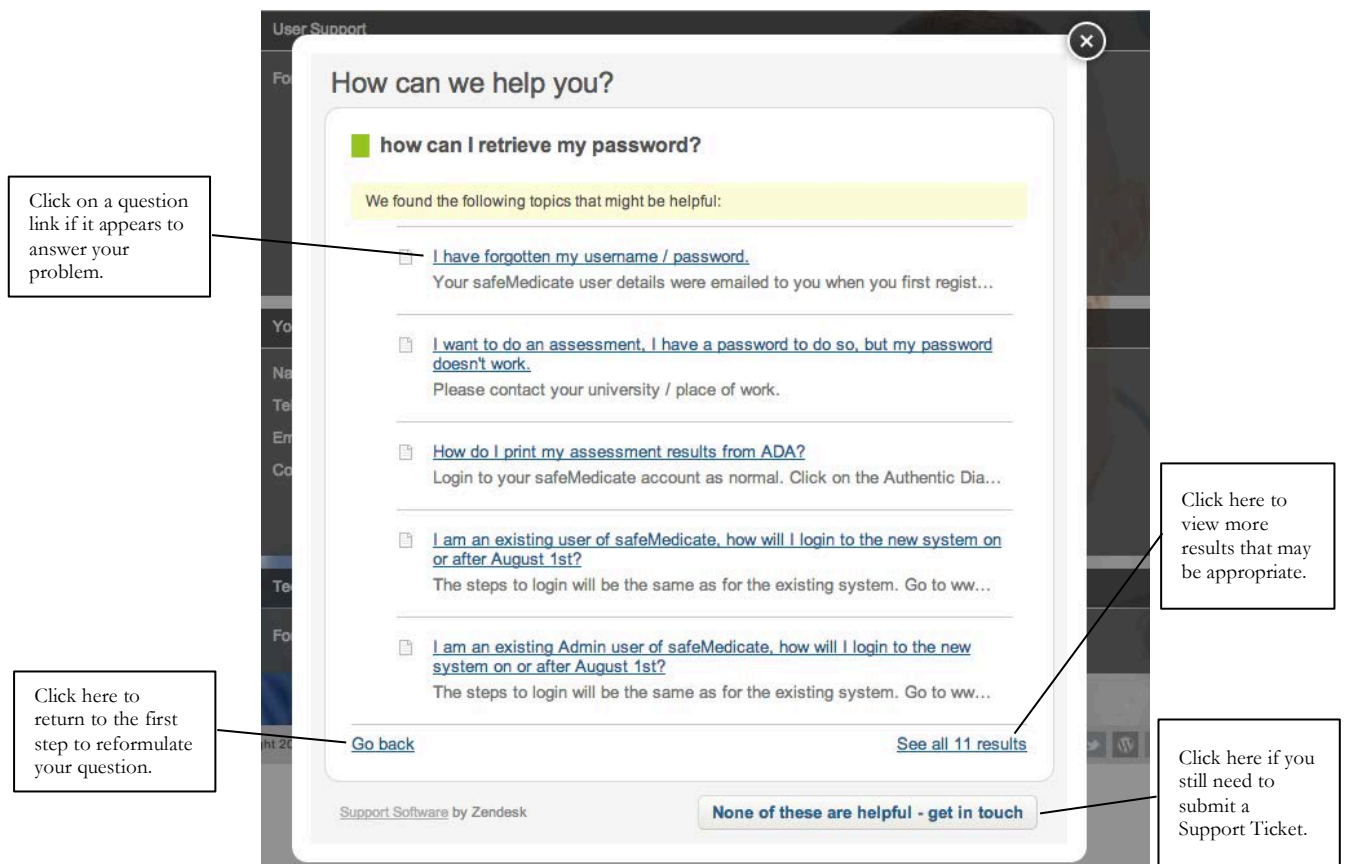 User Support
How can we help you?
how can I retrieve my password?
We found the following topics that might be helpful:
I have forgotten my username / password.
Your safeMedicate user details were emailed to you when you first regist...
I want to do an assessment, I have a password to do so, but my password
doesn't work.
Please contact your university / place of work.
How do I print my assessment results from ADA?
Login to your safeMedicate account as normal. Click on the Authentic Dia...
I am an existing user of safeMedicate, how will I login to the new system on
or after August 1st?
The steps to login will be the same as for the existing system. Go to ww...
I am an existing Admin user of safeMedicate, how will I login to the new
system on or after August 1st?
The steps to login will be the same as for the existing system. Go to ww...
Go back
See all 11 results
Support Software by Zendesk
None of these are helpful - get in touch
Click on a question
link if it appears to
answer your
problem.
Click here to
return to the first
step to reformulate
your question.
Click here to
view more
results that may
be appropriate.
Click here if you
still need to
submit a
Support Ticket.